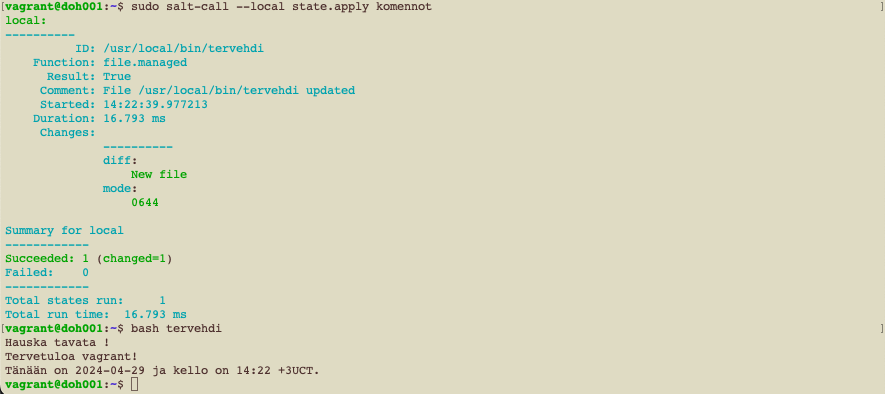 [vagrant@doh001:~$ sudo salt-call --local state.apply komennot ]
local:
----------
          ID: /usr/local/bin/tervehdi
    Function: file.managed
      Result: True
     Comment: File /usr/local/bin/tervehdi updated
     Started: 14:22:39.977213
    Duration: 16.793 ms
     Changes:
              ----------
              diff:
                  New file
              mode:
                  0644

Summary for local
------------
Succeeded: 1 (changed=1)
Failed:    0
------------
Total states run:     1
Total run time:  16.793 ms
[vagrant@doh001:~$ bash tervehdi ]
Hauska tavata !
Tervetuloa vagrant!
Tänään on 2024-04-29 ja kello on 14:22 +3UCT.
vagrant@doh001:~$